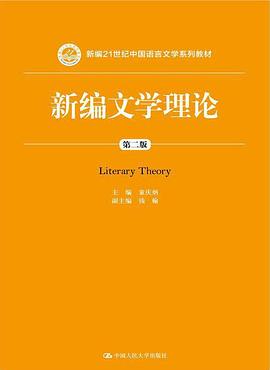 新编21世纪中国语言文学系列教材
新编文学理论
第二版
Literary Theory
主 编 童庆炳
副主编 钱 翰
中国人民大学出版社